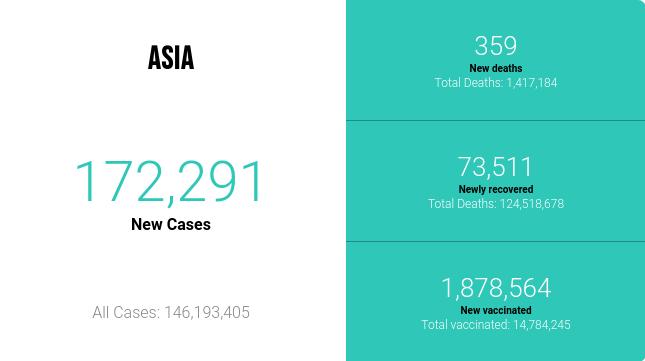 ASIA
172,291
New Cases
All Cases: 146,193,405
359
New deaths
Total Deaths: 1,417,184
73,511
Newly recovered
Total Deaths: 124,518,678
1,878,564
New vaccinated
Total vaccinated: 14,784,245